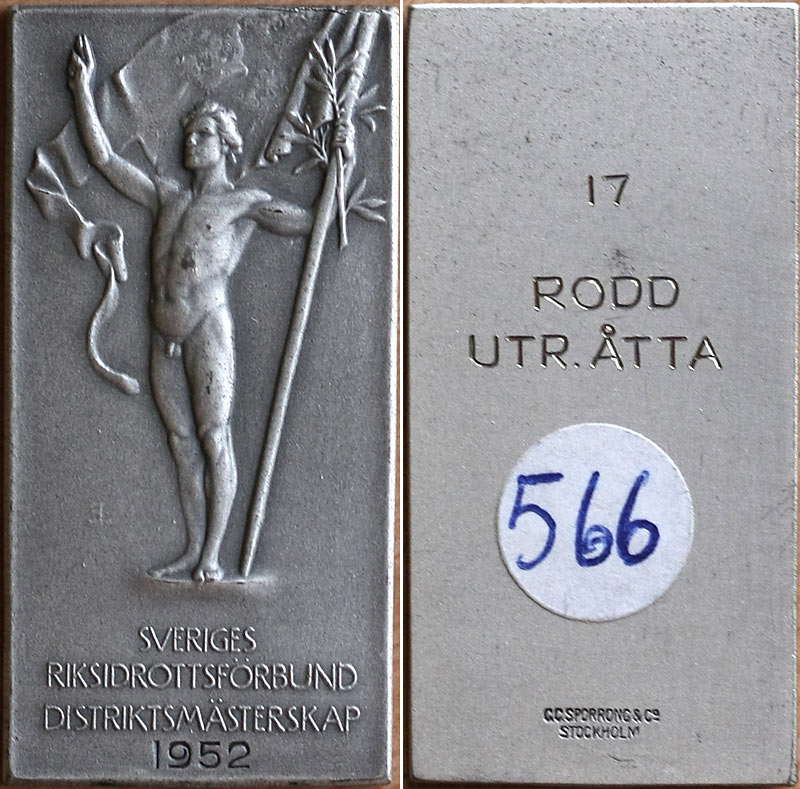 SVERIGES
RIKSIDROTTSFÖRBUND
DISTRIKTSMÄSTERSKAP
1952
17
RODD
UTR. ÅTTA
566
C.C. SPORRONG & Co
STOCKHOLM